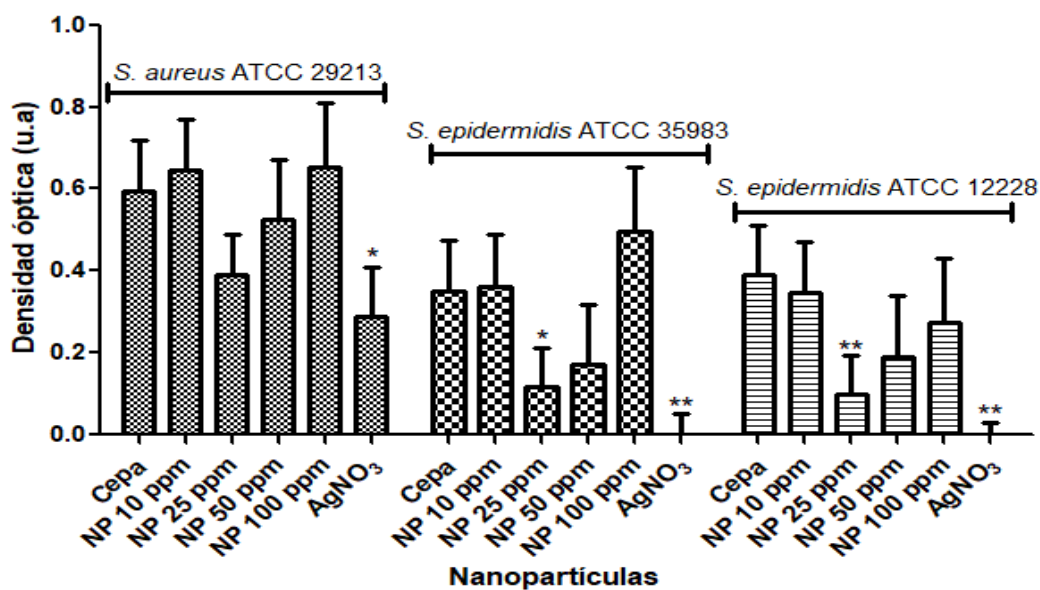 1.0
0.8
0.6
0.4
0.2
0.0
Densidad óptica (u.a)
S. aureus ATCC 29213
S. epidermidis ATCC 35983
S. epidermidis ATCC 12228
*
*
**
**
**
Cepa
NP 10 ppm
NP 25 ppm
NP 50 ppm
NP 100 ppm
AgNO₃
Cepa
NP 10 ppm
NP 25 ppm
NP 50 ppm
NP 100 ppm
AgNO₃
Cepa
NP 10 ppm
NP 25 ppm
NP 50 ppm
NP 100 ppm
AgNO₃
Nanopartículas